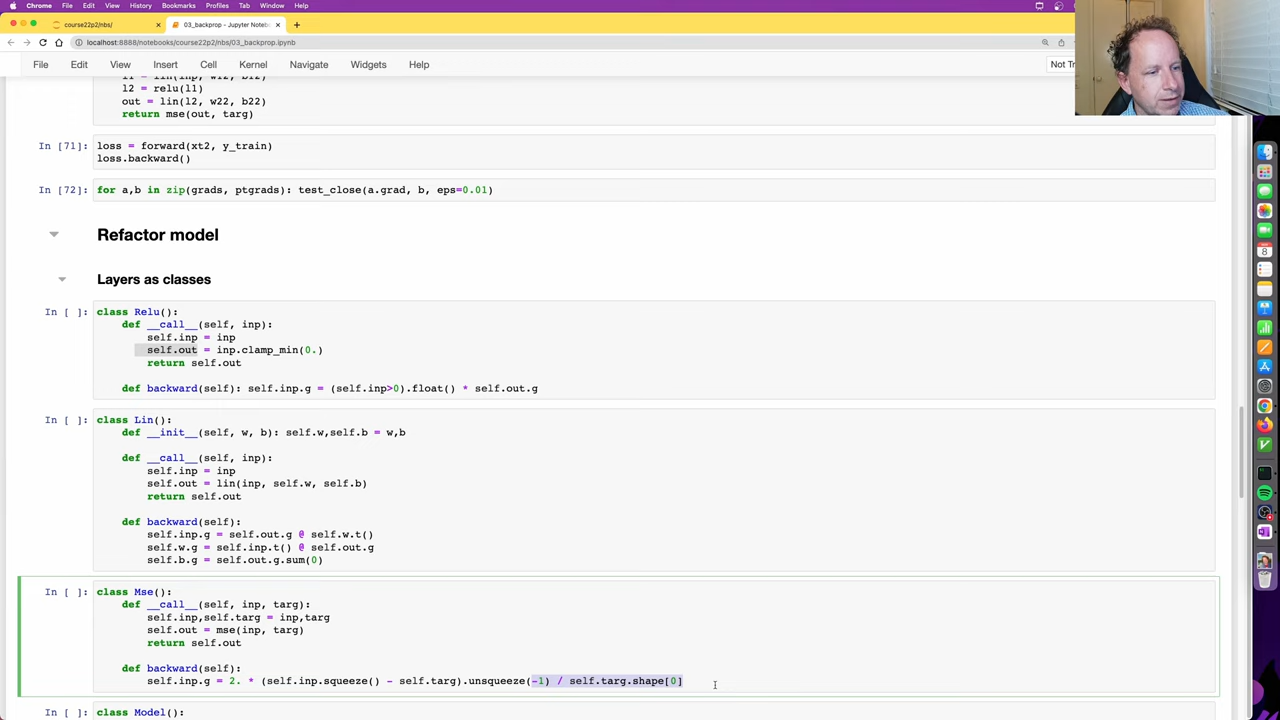 Chrome File Edit View History Bookmarks Profiles Tab Window Help
course22p2/nbs/ × 03_backprop - Jupyter Noteb × +
localhost:8888/notebooks/course22p2/nbs/03_backprop.ipynb
File Edit View Insert Cell Kernel Navigate Widgets Help Not Tr
l1 = lin(inp, w12, b12)
l2 = relu(l1)
out = lin(l2, w22, b22)
return mse(out, targ)
In [71]: loss = forward(xt2, y_train)
loss.backward()
In [72]: for a,b in zip(grads, ptgrads): test_close(a.grad, b, eps=0.01)
Refactor model
Layers as classes
In [ ]: class Relu():
def __call__(self, inp):
self.inp = inp
self.out = inp.clamp_min(0.)
return self.out
def backward(self): self.inp.g = (self.inp>0).float() * self.out.g
In [ ]: class Lin():
def __init__(self, w, b): self.w,self.b = w,b
def __call__(self, inp):
self.inp = inp
self.out = lin(inp, self.w, self.b)
return self.out
def backward(self):
self.inp.g = self.out.g @ self.w.t()
self.w.g = self.inp.t() @ self.out.g
self.b.g = self.out.g.sum(0)
In [ ]: class Mse():
def __call__(self, inp, targ):
self.inp,self.targ = inp,targ
self.out = mse(inp, targ)
return self.out
def backward(self):
self.inp.g = 2. * (self.inp.squeeze() - self.targ).unsqueeze(-1) / self.targ.shape[0]
In [ ]: class Model():